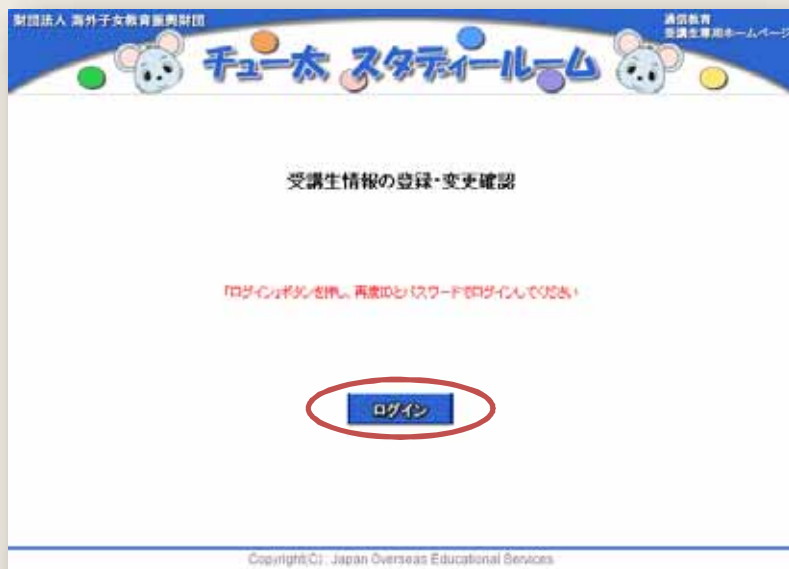 財団法人 海外子女教育振興財団
通信教育
受講生専用ホームページ
チュー太 スタディールーム
受講生情報の登録・変更確認
「ログイン」ボタンを押し、再度IDとパスワードでログインしてください
ログイン
Copyright(C) : Japan Overseas Educational Services